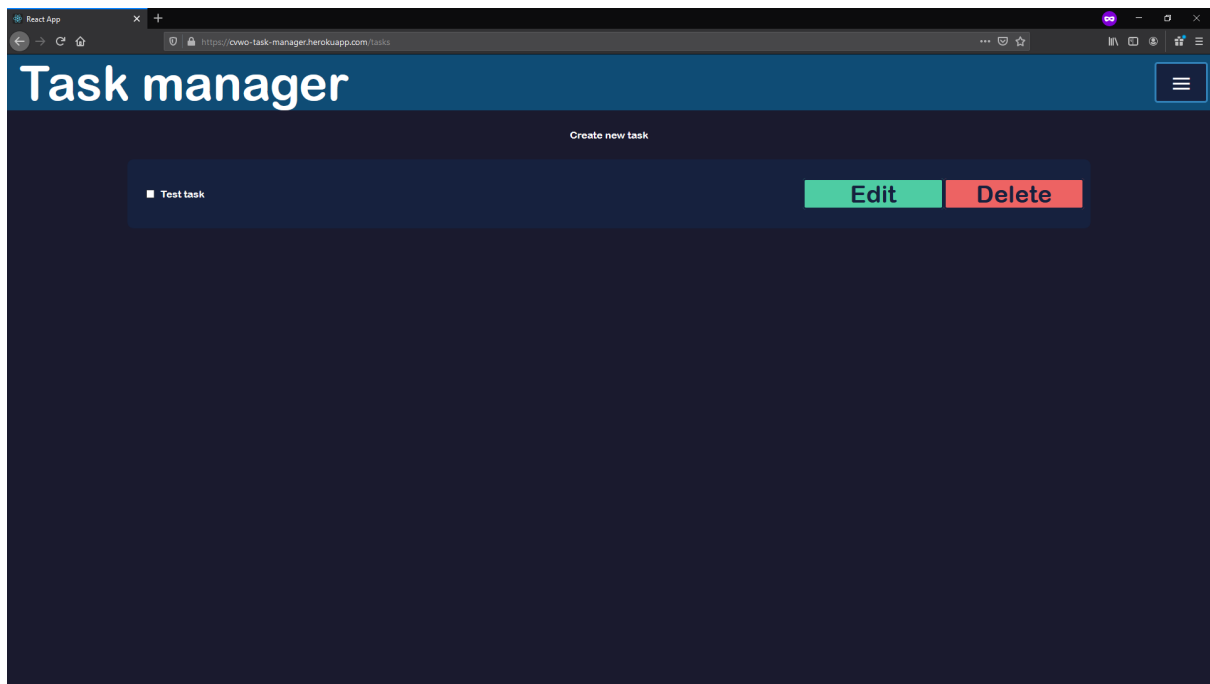 React App
https://cvwo-task-manager.herokuapp.com/tasks
Task manager
Create new task
Test task
Edit
Delete